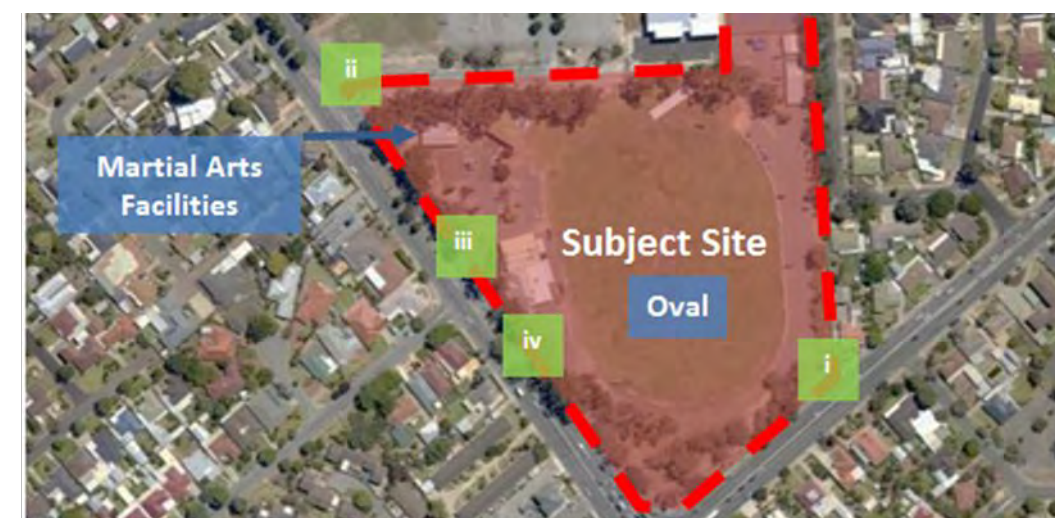 ii
Martial Arts
Facilities
iii
Subject Site
Oval
iv
i